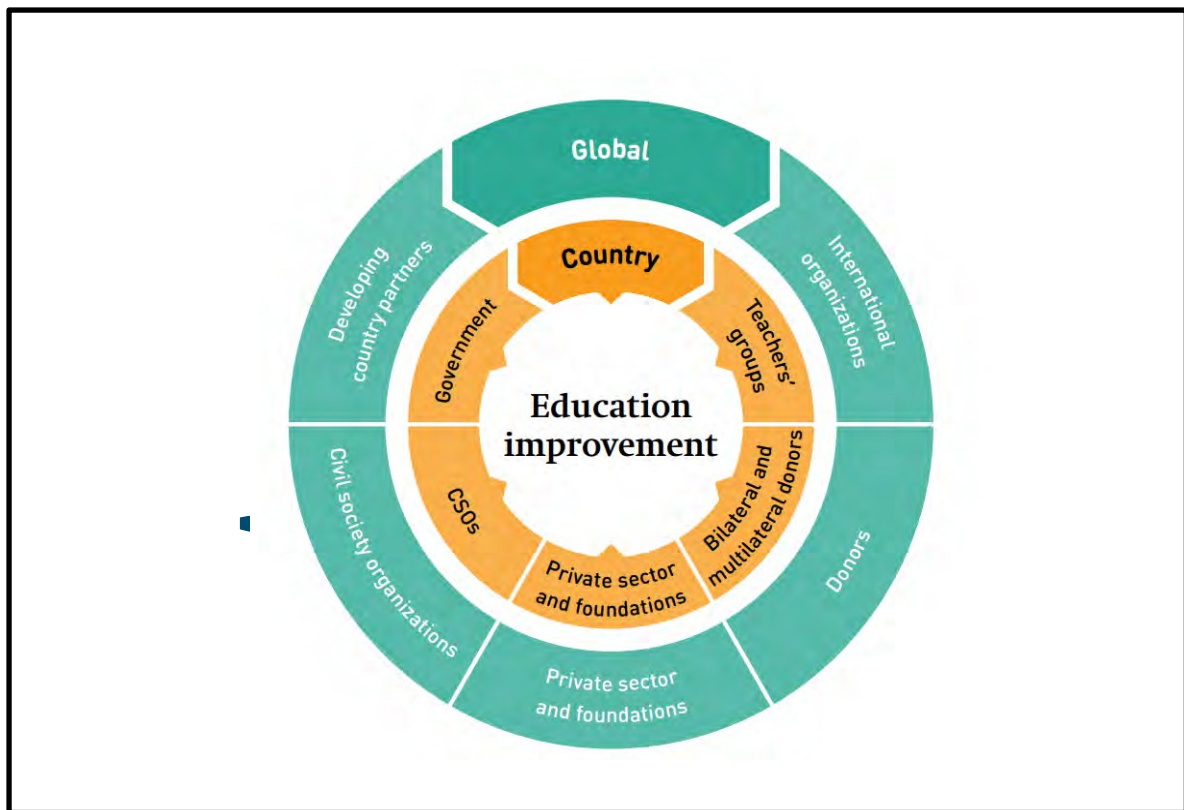 Global
Developing
country partners
International
organizations
Country
Government
Teachers’
groups
Education
improvement
CSOs
Bilateral and
multilateral donors
Private sector
and foundations
Civil society organizations
Donors
Private sector
and foundations